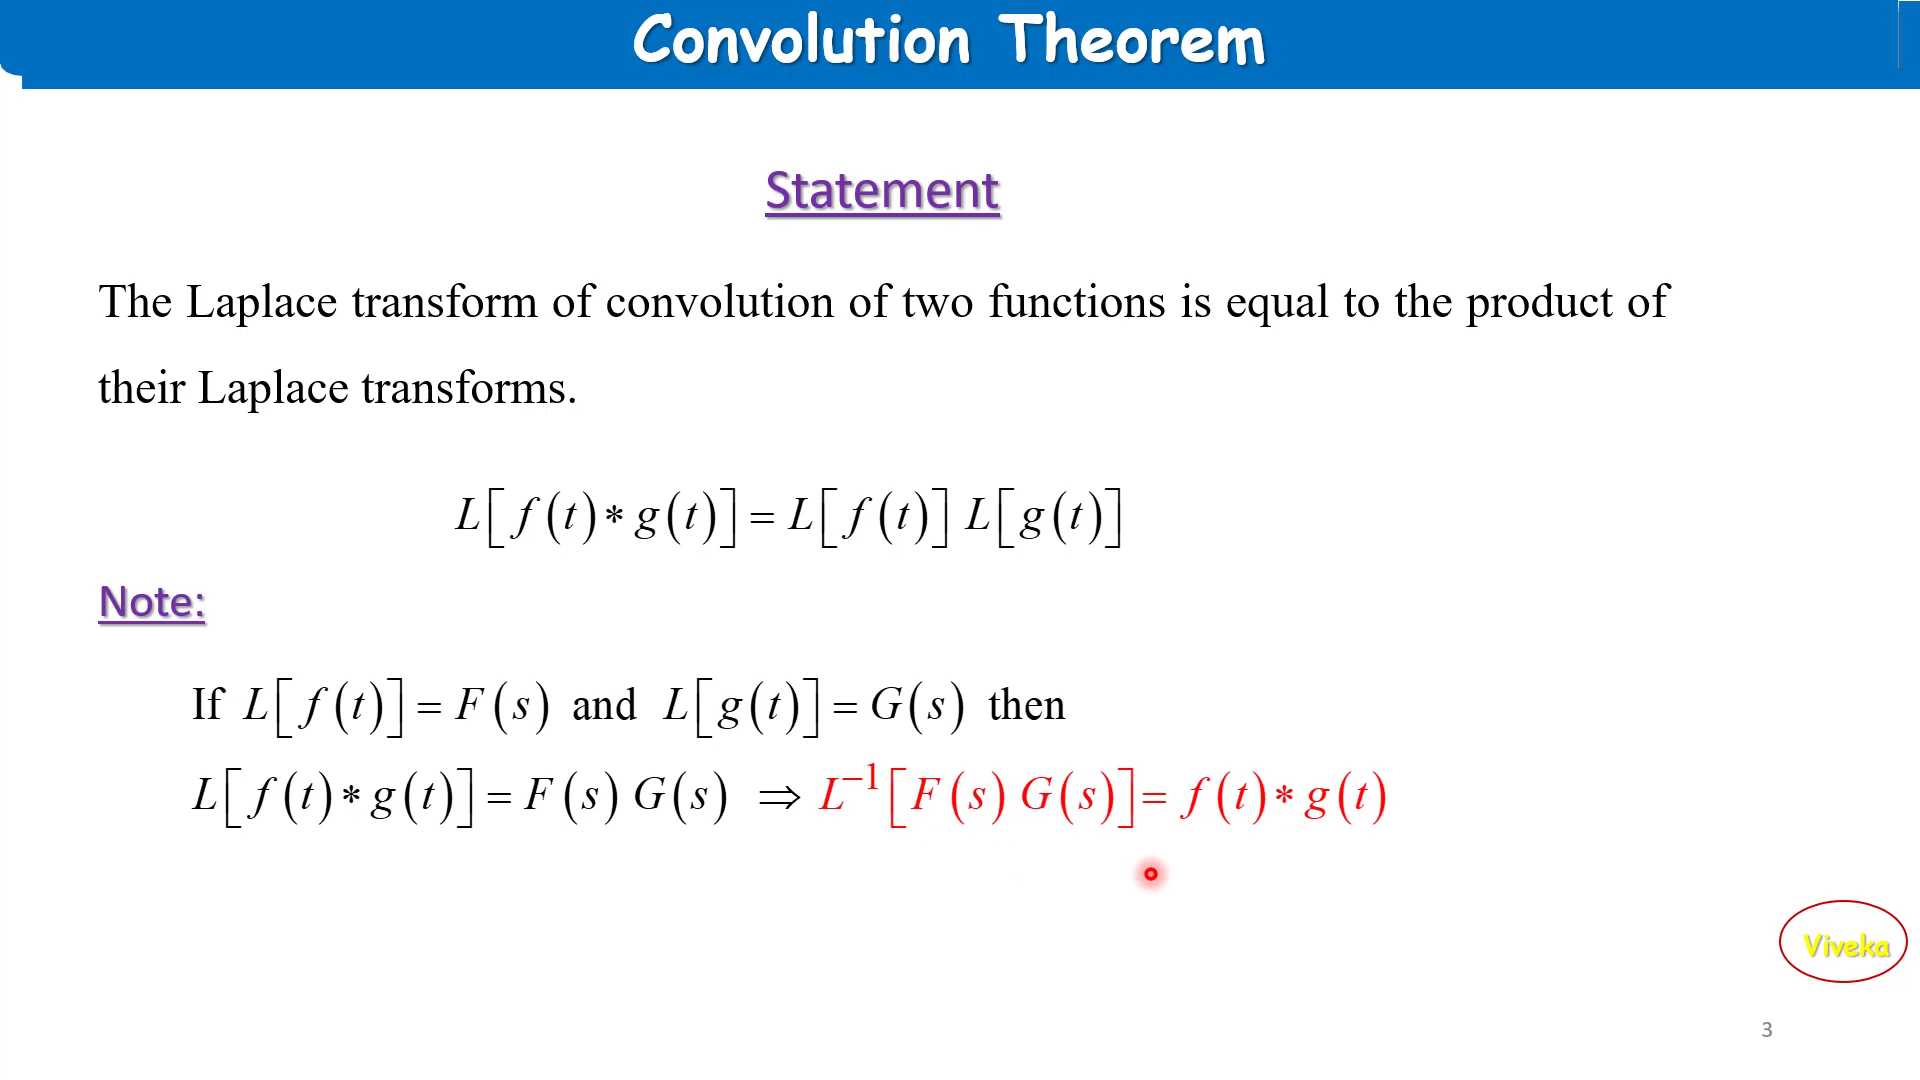 Convolution Theorem
Statement
The Laplace transform of convolution of two functions is equal to the product of
their Laplace transforms.
L[f(t)∗g(t)]=L[f(t)] L[g(t)]
Note:
If L[f(t)]=F(s) and L[g(t)]=G(s) then
L[f(t)∗g(t)]=F(s) G(s) ⇒ L⁻¹[F(s) G(s)]= f(t)∗g(t)
Viveka
3